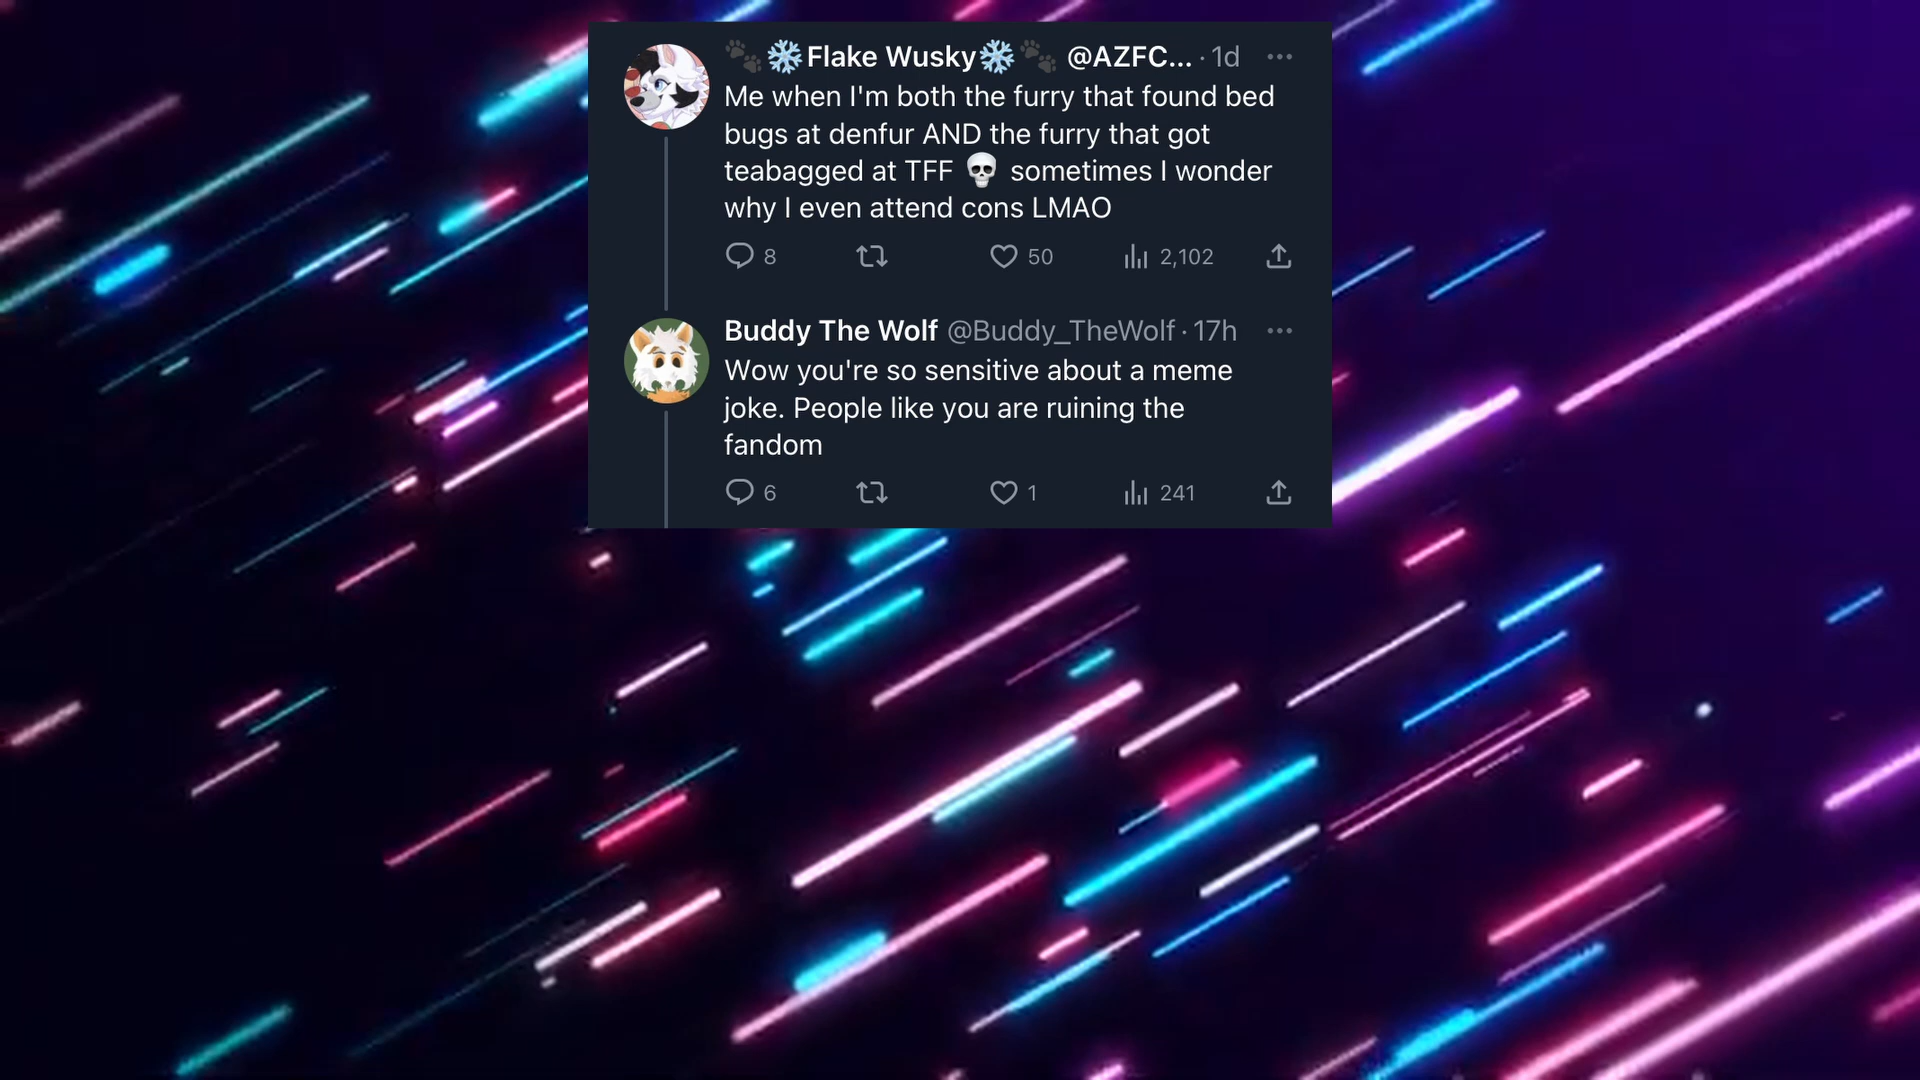 🐾❄️Flake Wusky❄️🐾 @AZFC... · 1d
Me when I'm both the furry that found bed
bugs at denfur AND the furry that got
teabagged at TFF 💀 sometimes I wonder
why I even attend cons LMAO
8 50 2,102
Buddy The Wolf @Buddy_TheWolf · 17h
Wow you're so sensitive about a meme
joke. People like you are ruining the
fandom
6 1 241